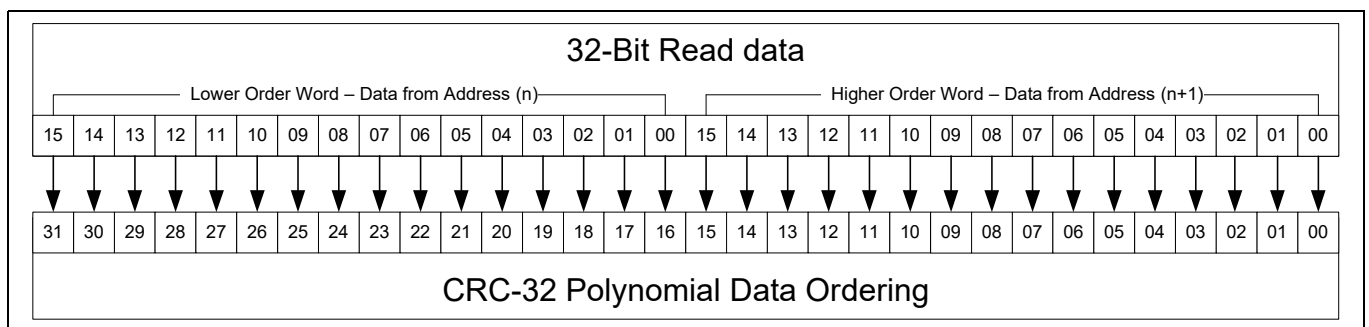 32-Bit Read data
Lower Order Word – Data from Address (n) Higher Order Word – Data from Address (n+1)
15 14 13 12 11 10 09 08 07 06 05 04 03 02 01 00 15 14 13 12 11 10 09 08 07 06 05 04 03 02 01 00
31 30 29 28 27 26 25 24 23 22 21 20 19 18 17 16 15 14 13 12 11 10 09 08 07 06 05 04 03 02 01 00
CRC-32 Polynomial Data Ordering